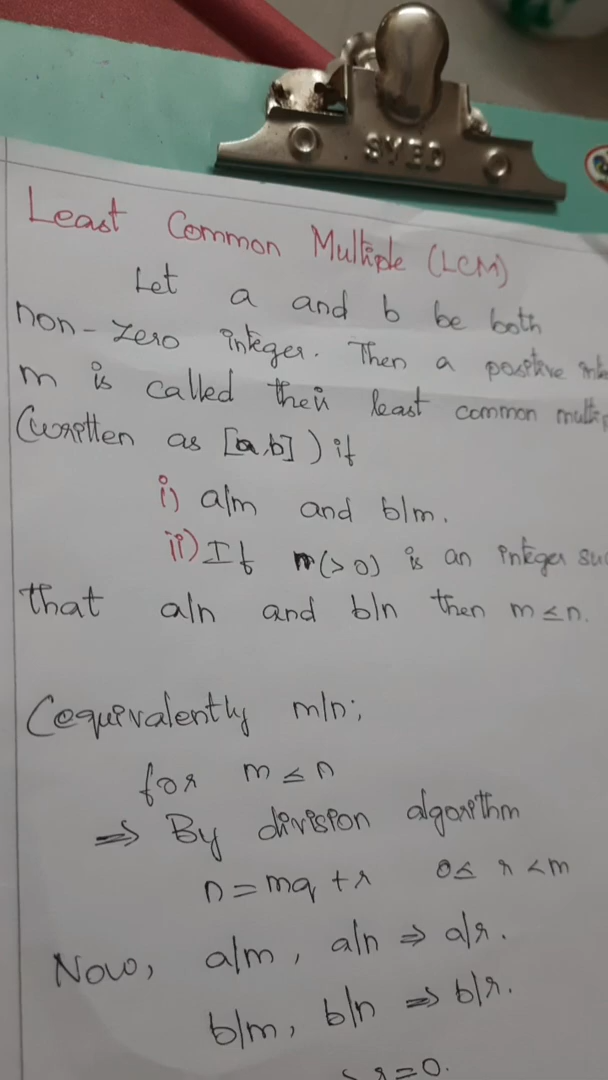 SYED
Least Common Multiple (LCM)
Let a and b be both
non-zero integer. Then a positive
m is called their least common
(written as [a,b]) if
i) a/m and b/m.
ii) If m(>0) is an integer
that a/n and b/n then m≤n.
(equivalently m/n;
for m≤n
⇒ By division algorithm
n=mq+r 0≤ r <m
Now, a/m, a/n ⇒ a/r.
b/m, b/n ⇒ b/r.
r=0.